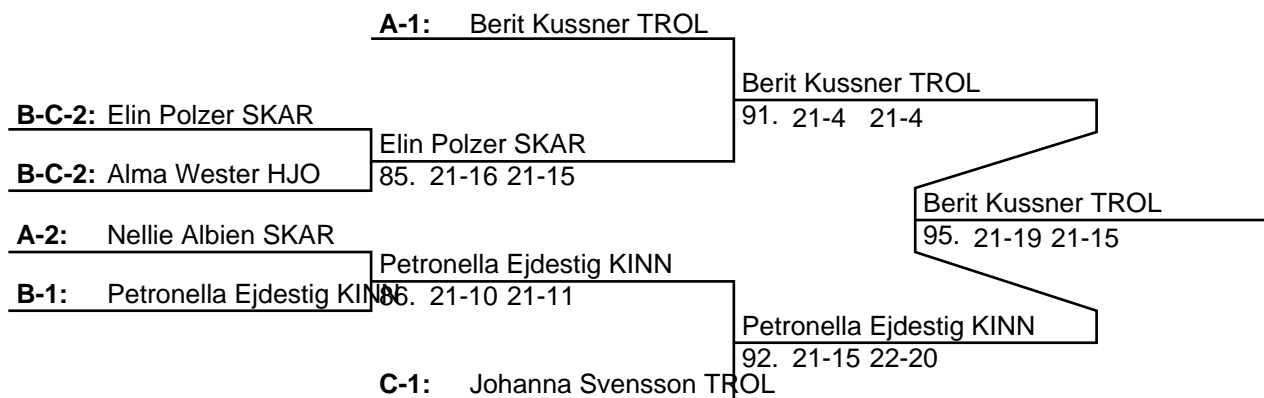 A-1: Berit Kussner TROL
Berit Kussner TROL
B-C-2: Elin Polzer SKAR
91. 21-4 21-4
Elin Polzer SKAR
B-C-2: Alma Wester HJO
85. 21-16 21-15
Berit Kussner TROL
A-2: Nellie Albien SKAR
95. 21-19 21-15
Petronella Ejdestig KINN
B-1: Petronella Ejdestig KINN
86. 21-10 21-11
Petronella Ejdestig KINN
92. 21-15 22-20
C-1: Johanna Svensson TROL